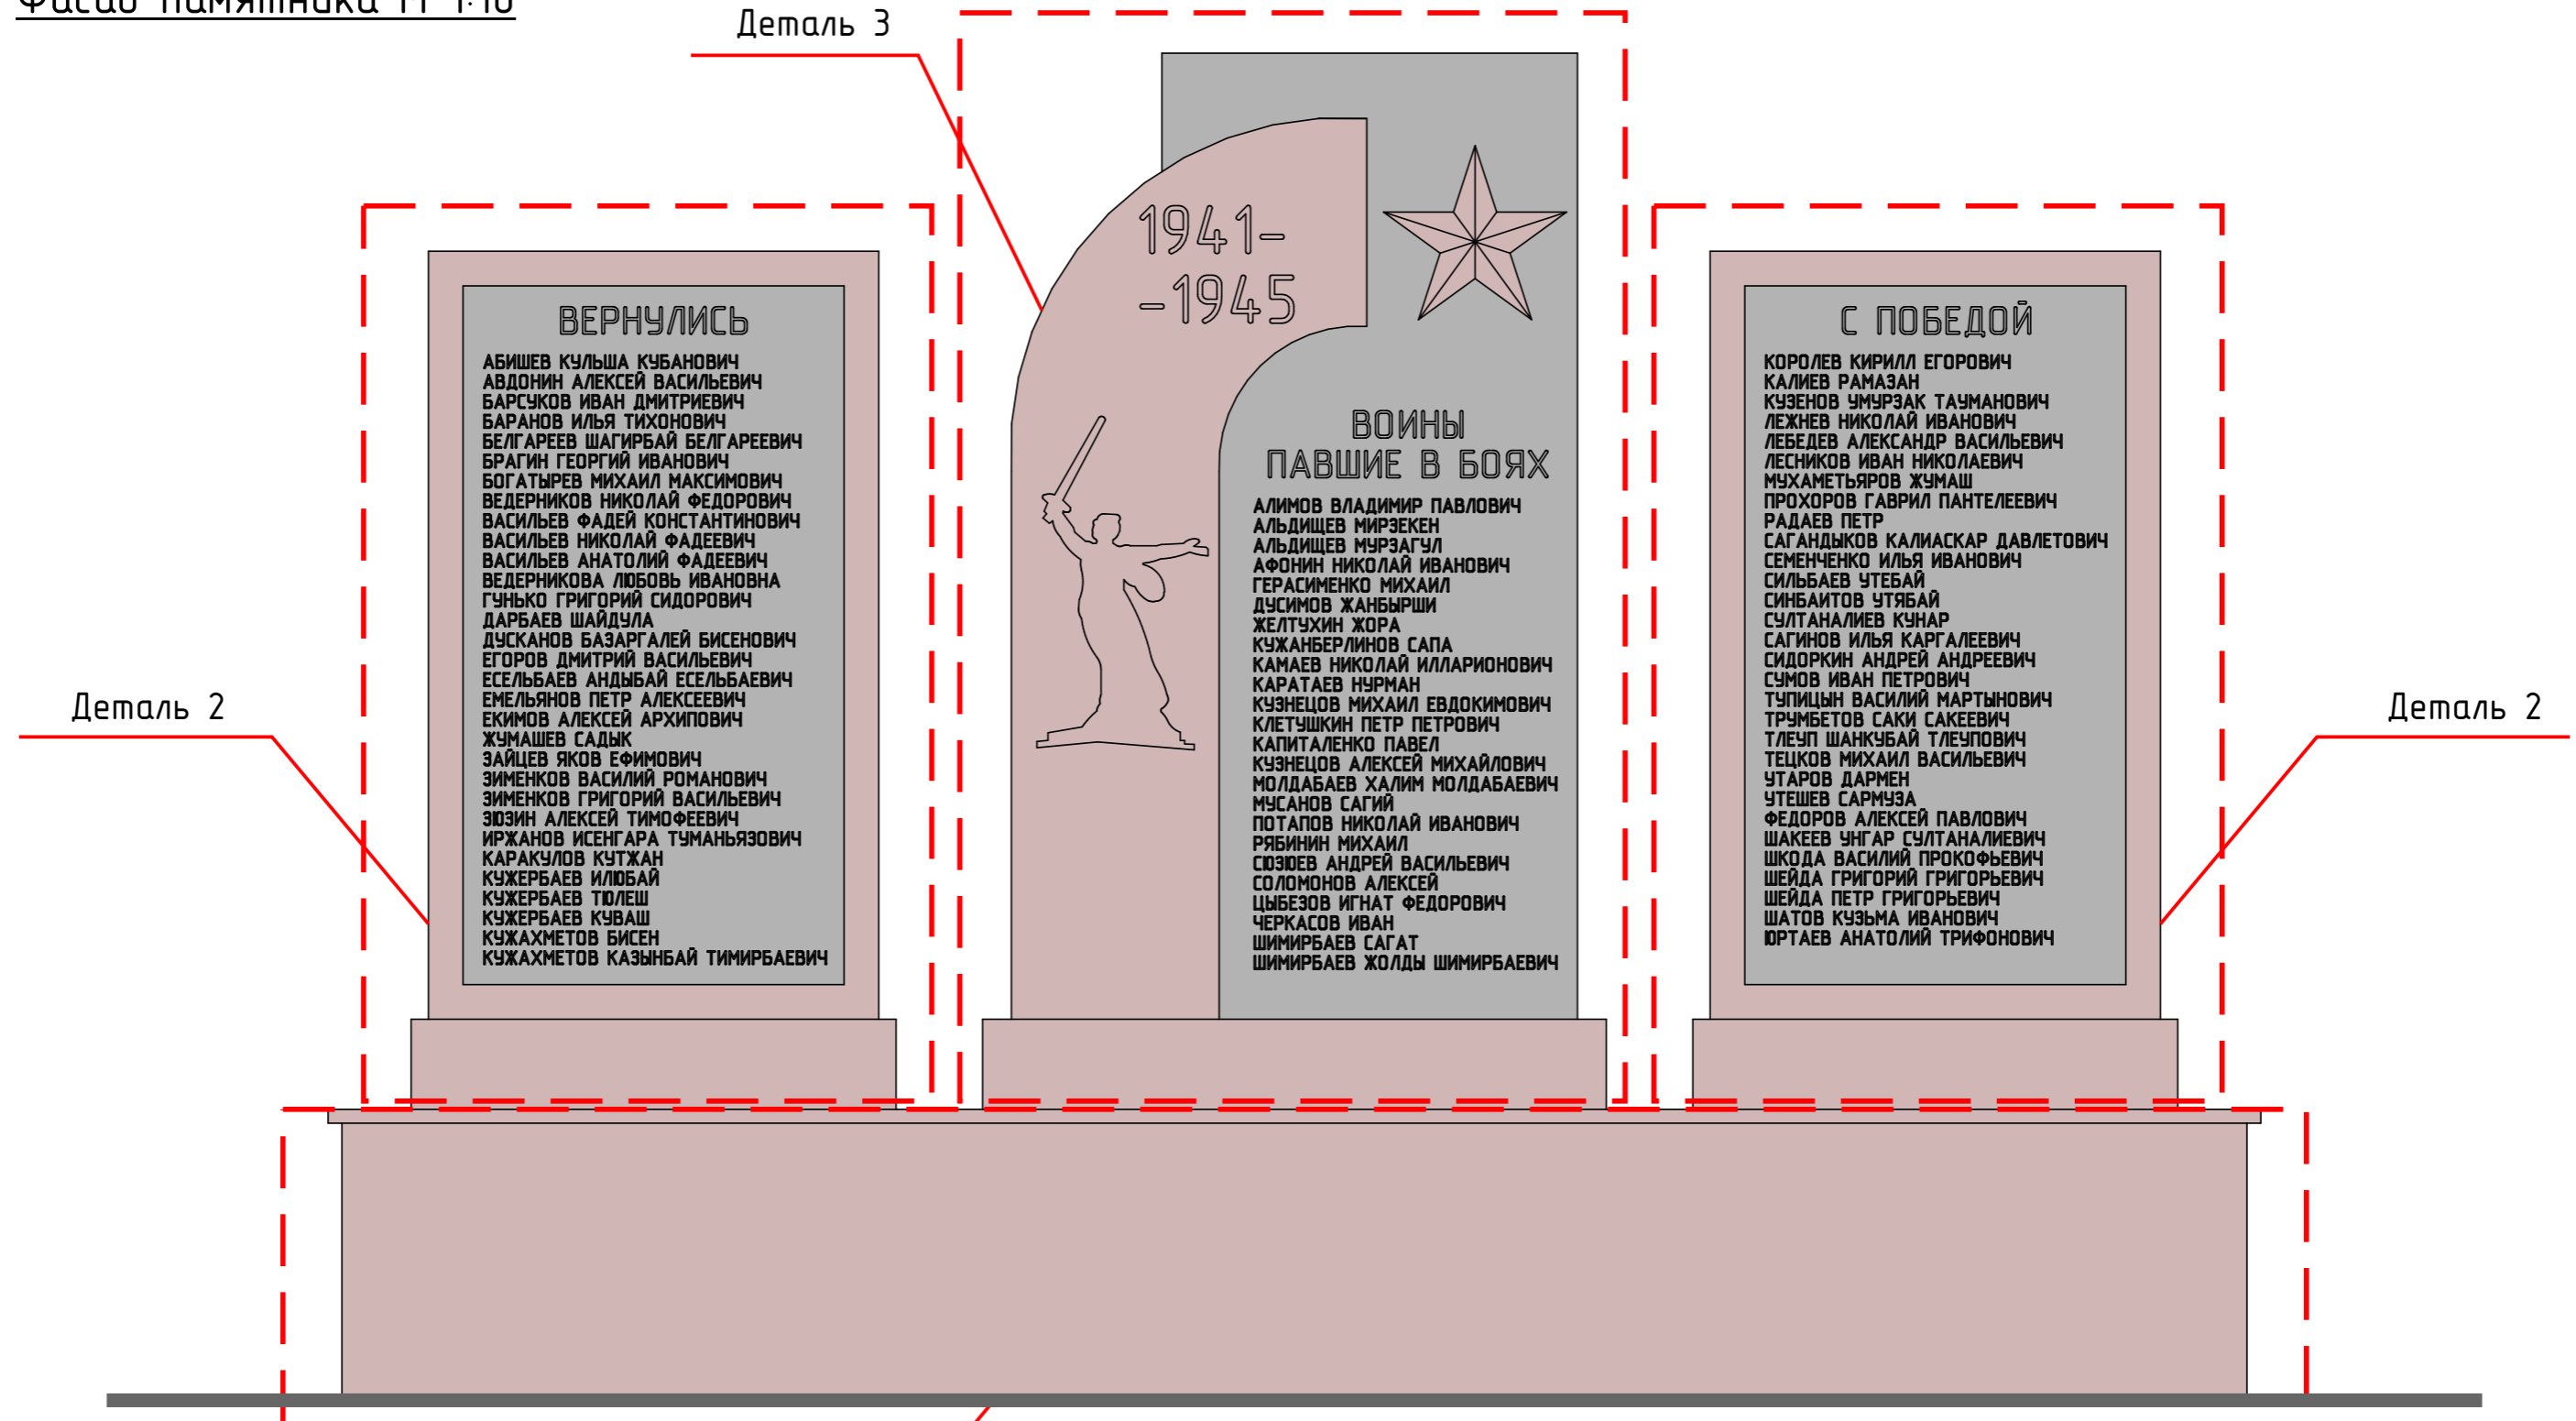 Фасад памятника М 1:10
Деталь 3
1941-
-1945
ВЕРНУЛИСЬ
АБИШЕВ КУЛЬША КУБАНОВИЧ
АВДОНИН АЛЕКСЕЙ ВАСИЛЬЕВИЧ
БАРСУКОВ ИВАН ДМИТРИЕВИЧ
БАРАНОВ ИЛЬЯ ТИХОНОВИЧ
БЕЛГАРЕЕВ ШАГИРБАЙ БЕЛГАРЕЕВИЧ
БРАГИН ГЕОРГИЙ ИВАНОВИЧ
БОГАТЫРЕВ МИХАИЛ МАКСИМОВИЧ
ВЕДЕРНИКОВ НИКОЛАЙ ФЕДОРОВИЧ
ВАСИЛЬЕВ ФАДЕЙ КОНСТАНТИНОВИЧ
ВАСИЛЬЕВ НИКОЛАЙ ФАДЕЕВИЧ
ВАСИЛЬЕВ АНАТОЛИЙ ФАДЕЕВИЧ
ВЕДЕРНИКОВА ЛЮБОВЬ ИВАНОВНА
ГУНЬКО ГРИГОРИЙ СИДОРОВИЧ
ДАРБАЕВ ШАЙДУЛА
ДУСКАНОВ БАЗАРГАЛЕЙ БИСЕНОВИЧ
ЕГОРОВ ДМИТРИЙ ВАСИЛЬЕВИЧ
ЕСЕЛЬБАЕВ АНДЫБАЙ ЕСЕЛЬБАЕВИЧ
ЕМЕЛЬЯНОВ ПЕТР АЛЕКСЕЕВИЧ
ЕКИМОВ АЛЕКСЕЙ АРХИПОВИЧ
ЖУМАШЕВ САДЫК
ЗАЙЦЕВ ЯКОВ ЕФИМОВИЧ
ЗИМЕНКОВ ВАСИЛИЙ РОМАНОВИЧ
ЗИМЕНКОВ ГРИГОРИЙ ВАСИЛЬЕВИЧ
ЗЮЗИН АЛЕКСЕЙ ТИМОФЕЕВИЧ
ИРЖАНОВ ИСЕНГАРА ТУМАНЬЯЗОВИЧ
КАРАКУЛОВ КУТЖАН
КУЖЕРБАЕВ ИЛЮБАЙ
КУЖЕРБАЕВ ТЮЛЕШ
КУЖЕРБАЕВ КУВАШ
КУЖАХМЕТОВ БИСЕН
КУЖАХМЕТОВ КАЗЫНБАЙ ТИМИРБАЕВИЧ
ВОИНЫ
ПАВШИЕ В БОЯХ
АЛИМОВ ВЛАДИМИР ПАВЛОВИЧ
АЛЬДИЩЕВ МИРЗЕКЕН
АЛЬДИЩЕВ МУРЗАГУЛ
АФОНИН НИКОЛАЙ ИВАНОВИЧ
ГЕРАСИМЕНКО МИХАИЛ
ДУСИМОВ ЖАНБЫРШИ
ЖЕЛТУХИН ЖОРА
КУЖАНБЕРЛИНОВ САПА
КАМАЕВ НИКОЛАЙ ИЛЛАРИОНОВИЧ
КАРАТАЕВ НУРМАН
КУЗНЕЦОВ МИХАИЛ ЕВДОКИМОВИЧ
КЛЕТУШКИН ПЕТР ПЕТРОВИЧ
КАПИТАЛЕНКО ПАВЕЛ
КУЗНЕЦОВ АЛЕКСЕЙ МИХАЙЛОВИЧ
МОЛДАБАЕВ ХАЛИМ МОЛДАБАЕВИЧ
МУСАНОВ САГИЙ
ПОТАПОВ НИКОЛАЙ ИВАНОВИЧ
РЯБИНИН МИХАИЛ
СЮЗЮЕВ АНДРЕЙ ВАСИЛЬЕВИЧ
СОЛОМОНОВ АЛЕКСЕЙ
ЦЫБЕЗОВ ИГНАТ ФЕДОРОВИЧ
ЧЕРКАСОВ ИВАН
ШИМИРБАЕВ САГАТ
ШИМИРБАЕВ ЖОЛДЫ ШИМИРБАЕВИЧ
С ПОБЕДОЙ
КОРОЛЕВ КИРИЛЛ ЕГОРОВИЧ
КАЛИЕВ РАМАЗАН
КУЗЕНОВ УМУРЗАК ТАУМАНОВИЧ
ЛЕЖНЕВ НИКОЛАЙ ИВАНОВИЧ
ЛЕБЕДЕВ АЛЕКСАНДР ВАСИЛЬЕВИЧ
ЛЕСНИКОВ ИВАН НИКОЛАЕВИЧ
МУХАМЕТЬЯРОВ ЖУМАШ
ПРОХОРОВ ГАВРИЛ ПАНТЕЛЕЕВИЧ
РАДАЕВ ПЕТР
САГАНДЫКОВ КАЛИАСКАР ДАВЛЕТОВИЧ
СЕМЕНЧЕНКО ИЛЬЯ ИВАНОВИЧ
СИЛЬБАЕВ УТЕБАЙ
СИНБАИТОВ УТЯБАЙ
СУЛТАНАЛИЕВ КУНАР
САГИНОВ ИЛЬЯ КАРГАЛЕЕВИЧ
СИДОРКИН АНДРЕЙ АНДРЕЕВИЧ
СУМОВ ИВАН ПЕТРОВИЧ
ТУПИЦЫН ВАСИЛИЙ МАРТЫНОВИЧ
ТРУМБЕТОВ САКИ САКЕЕВИЧ
ТЛЕУП ШАНКУБАЙ ТЛЕУПОВИЧ
ТЕЦКОВ МИХАИЛ ВАСИЛЬЕВИЧ
УТАРОВ ДАРМЕН
УТЕШЕВ САРМУЗА
ФЕДОРОВ АЛЕКСЕЙ ПАВЛОВИЧ
ШАКЕЕВ УНГАР СУЛТАНАЛИЕВИЧ
ШКОДА ВАСИЛИЙ ПРОКОФЬЕВИЧ
ШЕЙДА ГРИГОРИЙ ГРИГОРЬЕВИЧ
ШЕЙДА ПЕТР ГРИГОРЬЕВИЧ
ШАТОВ КУЗЬМА ИВАНОВИЧ
ЮРТАЕВ АНАТОЛИЙ ТРИФОНОВИЧ
Деталь 2
Деталь 2